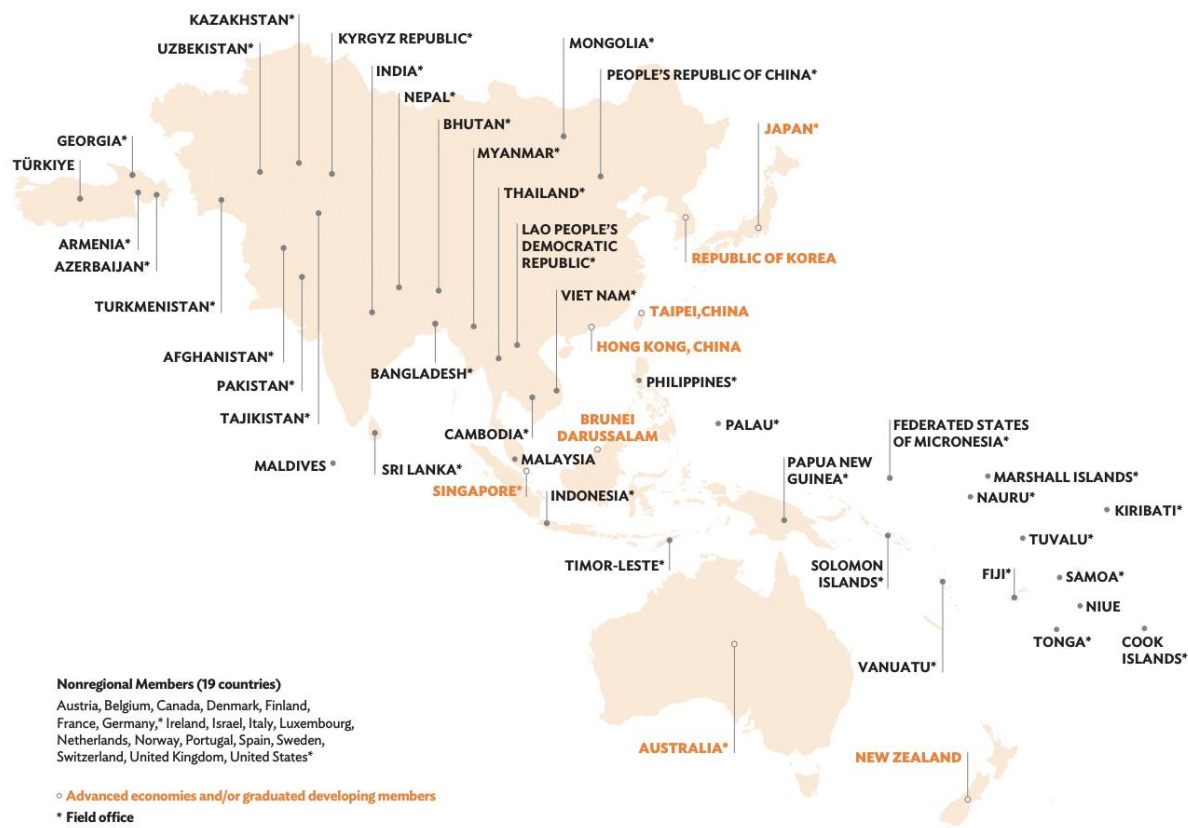 KAZAKHSTAN*
UZBEKISTAN*
KYRGYZ REPUBLIC*
MONGOLIA*
INDIA*
PEOPLE'S REPUBLIC OF CHINA*
NEPAL*
BHUTAN*
JAPAN*
GEORGIA*
MYANMAR*
TÜRKİYE
THAILAND*
LAO PEOPLE'S
DEMOCRATIC
REPUBLIC*
ARMENIA*
AZERBAIJAN*
REPUBLIC OF KOREA
VIET NAM*
TURKMENISTAN*
TAIPEI,CHINA
HONG KONG, CHINA
AFGHANISTAN*
BANGLADESH*
PAKISTAN*
PHILIPPINES*
TAJIKISTAN*
BRUNEI
DARUSSALAM
PALAU*
FEDERATED STATES
OF MICRONESIA*
CAMBODIA*
MALDIVES
SRI LANKA*
MALAYSIA
PAPUA NEW
GUINEA*
MARSHALL ISLANDS*
SINGAPORE*
INDONESIA*
NAURU*
KIRIBATI*
TUVALU*
TIMOR-LESTE*
SOLOMON
ISLANDS*
FIJI*
SAMOA*
NIUE
TONGA*
COOK
ISLANDS*
VANUATU*
Nonregional Members (19 countries)
Austria, Belgium, Canada, Denmark, Finland,
France, Germany,* Ireland, Israel, Italy, Luxembourg,
Netherlands, Norway, Portugal, Spain, Sweden,
Switzerland, United Kingdom, United States*
AUSTRALIA*
NEW ZEALAND
Advanced economies and/or graduated developing members
* Field office